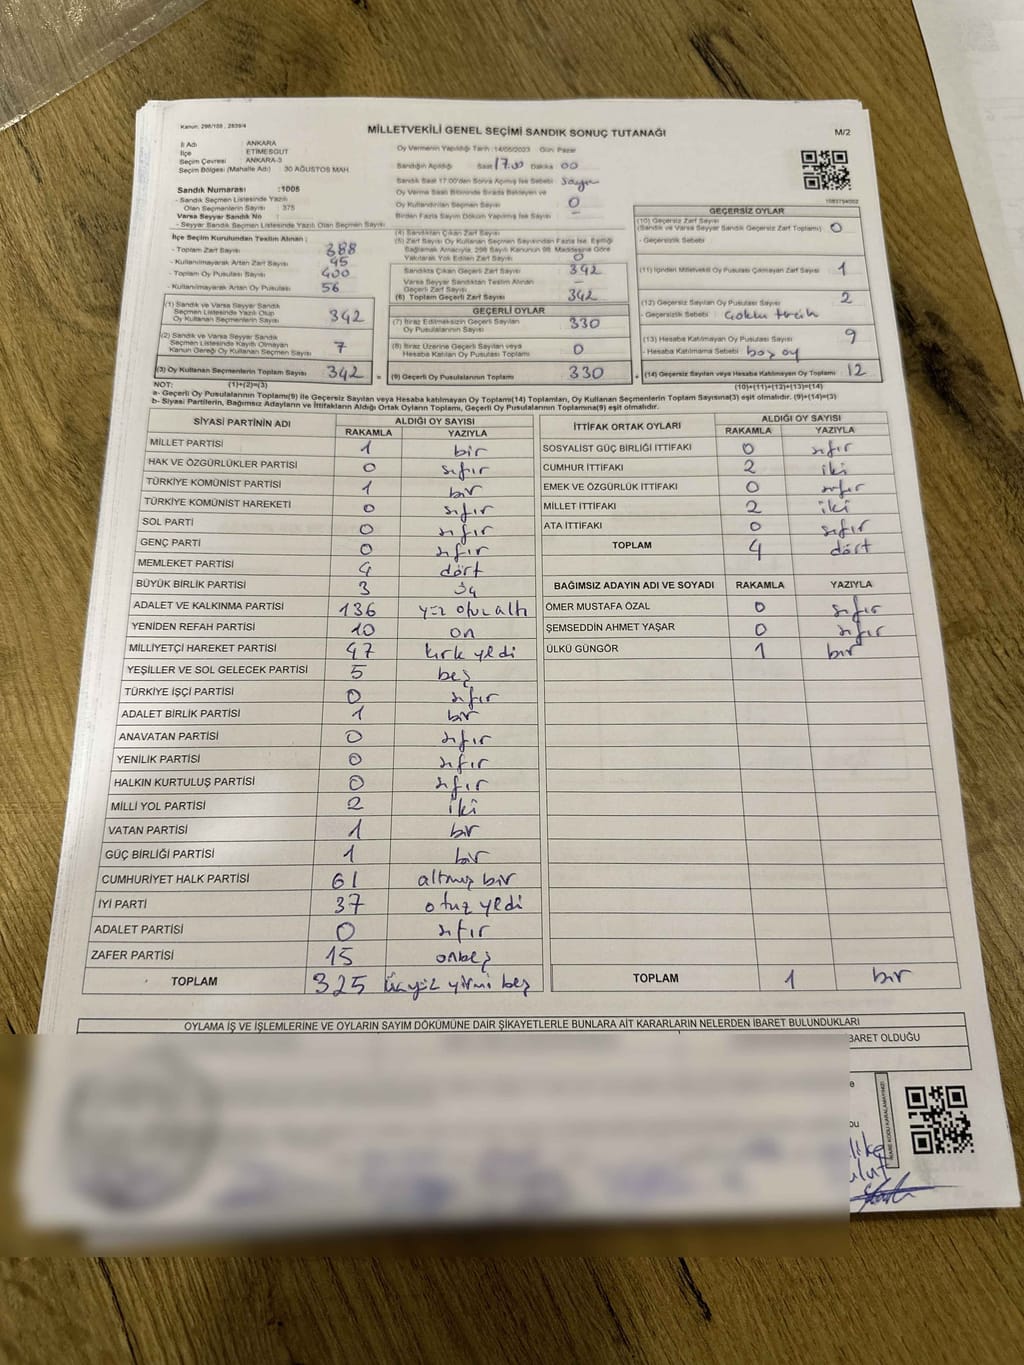 Kanun: 298/105 , 2839/4
MİLLETVEKİLİ GENEL SEÇİMİ SANDIK SONUÇ TUTANAĞI
M/2
İl Adı : ANKARA
İlçe : ETİMESGUT
Seçim Çevresi : ANKARA-3
Seçim Bölgesi (Mahalle Adı) : 30 AĞUSTOS MAH.
Sandık Numarası : 1005
- Sandık Seçmen Listesinde Yazılı
Olan Seçmenlerin Sayısı : 375
Varsa Seyyar Sandık No :
- Seyyar Sandık Seçmen Listesinde Yazılı Olan Seçmen Sayısı :
İlçe Seçim Kurulundan Teslim Alınan :
- Toplam Zarf Sayısı : 388
- Kullanılmayarak Artan Zarf Sayısı : 45
- Toplam Oy Pusulası Sayısı : 400
- Kullanılmayarak Artan Oy Pusulası : 56
(1) Sandık ve Varsa Seyyar Sandık
Seçmen Listesinde Yazılı Olup
Oy Kullanan Seçmenlerin Sayısı : 342
(2) Sandık ve Varsa Seyyar Sandık
Seçmen Listesinde Kayıtlı Olmayan
Kanun Gereği Oy Kullanan Seçmen Sayısı : 7
(3) Oy Kullanan Seçmenlerin Toplam Sayısı : 342 =
Oy Vermenin Yapıldığı Tarih :14/05/2023 Gün: Pazar
Sandığın Açıldığı Saat 17.00 Dakika 00
Sandık Saat 17:00'den Sonra Açılmış İse Sebebi : Sayım
Oy Verme Saati Bitiminde Sırada Bekleyen ve
Oy Kullandırılan Seçmen Sayısı : 0
Birden Fazla Sayım Döküm Yapılmış İse Sayısı : -
(4) Sandıktan Çıkan Zarf Sayısı :
(5) Zarf Sayısı Oy Kullanan Seçmen Sayısından Fazla İse, Eşitliği
Sağlamak Amacıyla, 298 Sayılı Kanunun 98. Maddesine Göre
Yakılarak Yok Edilen Zarf Sayısı : 0
Sandıkta Çıkan Geçerli Zarf Sayısı : 342
Varsa Seyyar Sandıktan Teslim Alınan
Geçerli Zarf Sayısı : -
(6) Toplam Geçerli Zarf Sayısı : 342
GEÇERLİ OYLAR
(7) İtiraz Edilmeksizin Geçerli Sayılan
Oy Pusulalarının Sayısı : 330
(8) İtiraz Üzerine Geçerli Sayılan veya
Hesaba Katılan Oy Pusulası Toplamı : 0
(9) Geçerli Oy Pusulalarının Toplamı : 330 +
1083794002
GEÇERSİZ OYLAR
(10) Geçersiz Zarf Sayısı
(Sandık ve Varsa Seyyar Sandık Geçersiz Zarf Toplamı) : 0
- Geçersizlik Sebebi :
(11) İçinden Milletvekili Oy Pusulası Çıkmayan Zarf Sayısı : 1
(12) Geçersiz Sayılan Oy Pusulası Sayısı : 2
- Geçersizlik Sebebi : Çoklu tercih
(13) Hesaba Katılmayan Oy Pusulası Sayısı : 9
- Hesaba Katılmama Sebebi : boş oy
(14) Geçersiz Sayılan veya Hesaba Katılmayan Oy Toplamı : 12
NOT: (1)+(2)=(3) (10)+(11)+(12)+(13)=(14)
a- Geçerli Oy Pusulalarının Toplamı(9) ile Geçersiz Sayılan veya Hesaba katılmayan Oy Toplamı(14) Toplamları, Oy Kullanan Seçmenlerin Toplam Sayısına(3) eşit olmalıdır. (9)+(14)=(3)
b- Siyasi Partilerin, Bağımsız Adayların ve İttifakların Aldığı Ortak Oyların Toplamı, Geçerli Oy Pusulalarının Toplamına(9) eşit olmalıdır.
SİYASİ PARTİNİN ADI ALDIĞI OY SAYISI
RAKAMLA YAZIYLA
MİLLET PARTİSİ 1 bir
HAK VE ÖZGÜRLÜKLER PARTİSİ 0 sıfır
TÜRKİYE KOMÜNİST PARTİSİ 1 bir
TÜRKİYE KOMÜNİST HAREKETİ 0 sıfır
SOL PARTİ 0 sıfır
GENÇ PARTİ 0 sıfır
MEMLEKET PARTİSİ 4 dört
BÜYÜK BİRLİK PARTİSİ 3 üç
ADALET VE KALKINMA PARTİSİ 136 yüz otuz altı
YENİDEN REFAH PARTİSİ 10 on
MİLLİYETÇİ HAREKET PARTİSİ 47 kırk yedi
YEŞİLLER VE SOL GELECEK PARTİSİ 5 beş
TÜRKİYE İŞÇİ PARTİSİ 0 sıfır
ADALET BİRLİK PARTİSİ 1 bir
ANAVATAN PARTİSİ 0 sıfır
YENİLİK PARTİSİ 0 sıfır
HALKIN KURTULUŞ PARTİSİ 0 sıfır
MİLLİ YOL PARTİSİ 2 iki
VATAN PARTİSİ 1 bir
GÜÇ BİRLİĞİ PARTİSİ 1 bir
CUMHURİYET HALK PARTİSİ 61 altmış bir
İYİ PARTİ 37 otuz yedi
ADALET PARTİSİ 0 sıfır
ZAFER PARTİSİ 15 onbeş
TOPLAM 325 üçyüz yirmi beş
İTTİFAK ORTAK OYLARI ALDIĞI OY SAYISI
RAKAMLA YAZIYLA
SOSYALİST GÜÇ BİRLİĞİ İTTİFAKI 0 sıfır
CUMHUR İTTİFAKI 2 iki
EMEK VE ÖZGÜRLÜK İTTİFAKI 0 sıfır
MİLLET İTTİFAKI 2 iki
ATA İTTİFAKI 0 sıfır
TOPLAM 4 dört
BAĞIMSIZ ADAYIN ADI VE SOYADI RAKAMLA YAZIYLA
ÖMER MUSTAFA ÖZAL 0 sıfır
ŞEMSEDDİN AHMET YAŞAR 0 sıfır
ÜLKÜ GÜNGÖR 1 bir
TOPLAM 1 bir
OYLAMA İŞ VE İŞLEMLERİNE VE OYLARIN SAYIM DÖKÜMÜNE DAİR ŞİKAYETLERLE BUNLARA AİT KARARLARIN NELERDEN İBARET BULUNDUKLARI
BARET OLDUĞU